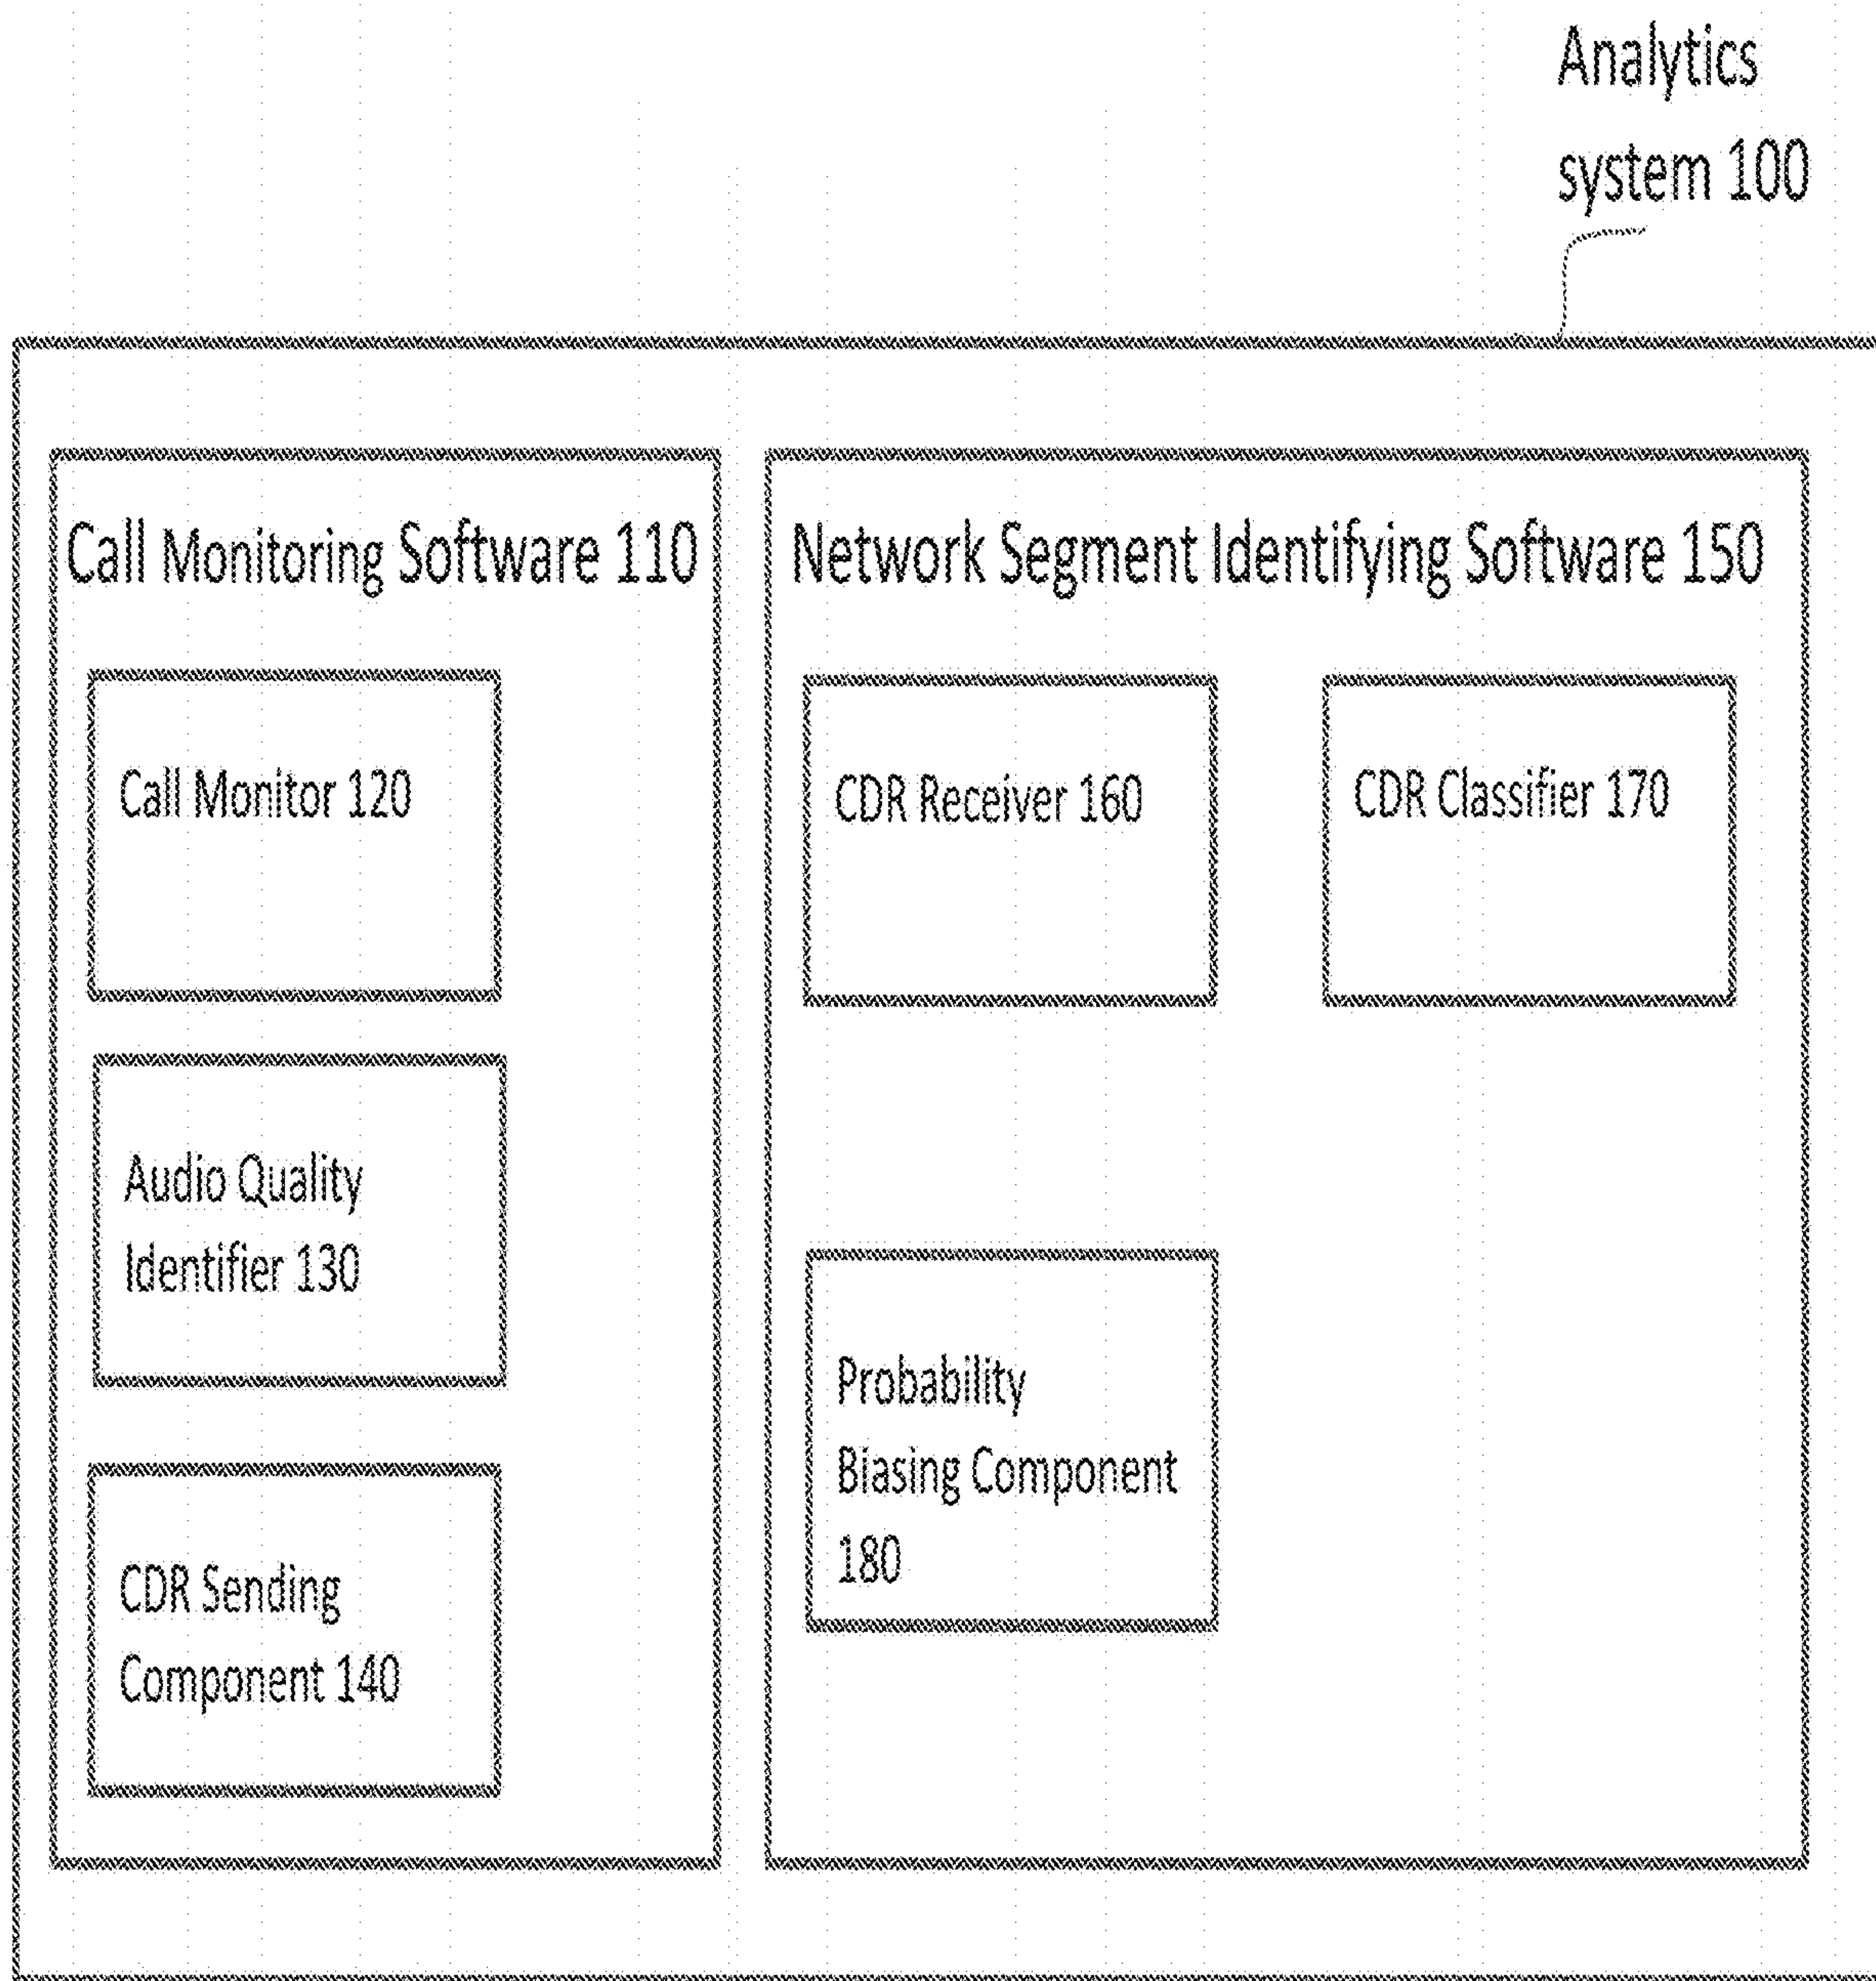 Analytics
system 100
Call Monitoring Software 110
Network Segment Identifying Software 150
Call Monitor 120
CDR Receiver 160
CDR Classifier 170
Audio Quality
Identifier 130
Probability
Biasing Component
180
CDR Sending
Component 140